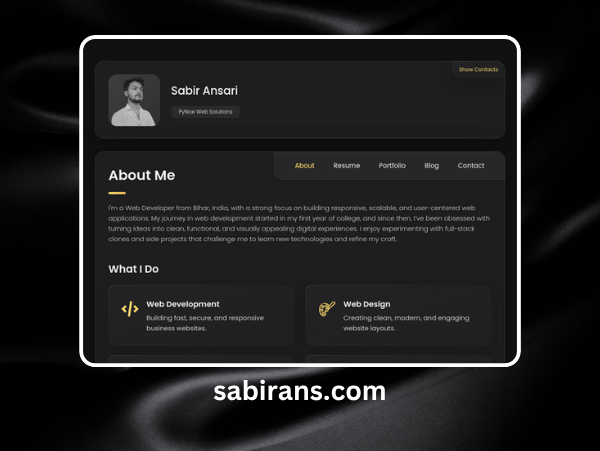 Show Contacts
Sabir Ansari
PyNoxi Web Solutions
About
Resume
Portfolio
Blog
Contact
About Me
I'm a Web Developer from Bihar, India, with a strong focus on building responsive, scalable, and user-centered web
applications. My journey in web development started in my first year of college, and since then, I've been obsessed with
turning ideas into clean, functional, and visually appealing digital experiences. I enjoy experimenting with full-stack
clones and side projects that challenge me to learn new technologies and refine my craft.
What I Do
Web Development
Building fast, secure, and responsive
business websites.
Web Design
Creating clean, modern, and engaging
website layouts.
sabirans.com